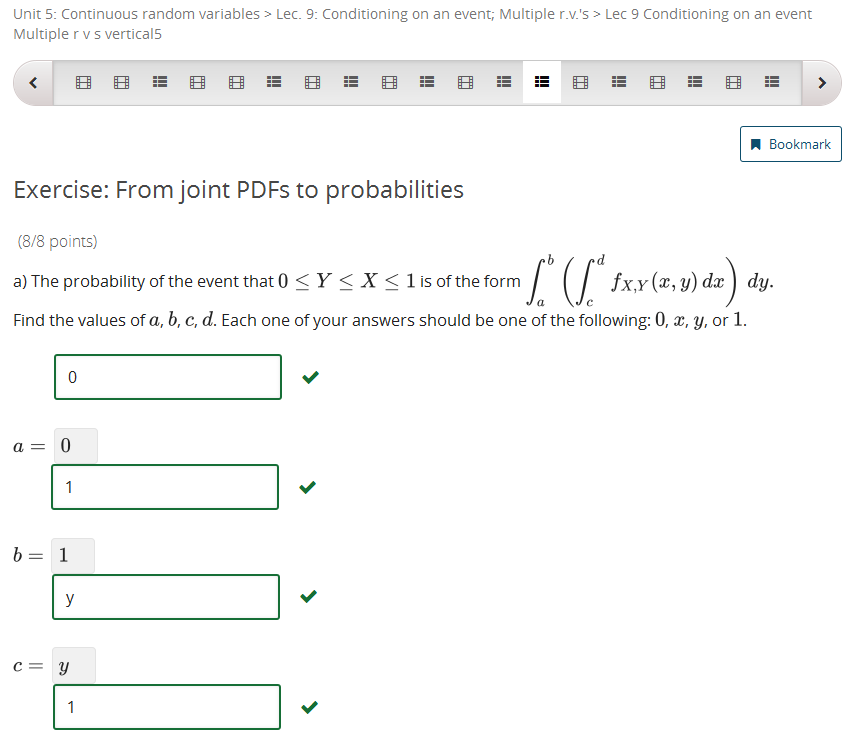 Unit 5: Continuous random variables > Lec. 9: Conditioning on an event; Multiple r.v.'s > Lec 9 Conditioning on an event
Multiple r v s vertical5
Bookmark
Exercise: From joint PDFs to probabilities
(8/8 points)
a) The probability of the event that 0 ≤ Y ≤ X ≤ 1 is of the form ∫_a^b (∫_c^d f_{X,Y}(x, y) dx) dy.
Find the values of a, b, c, d. Each one of your answers should be one of the following: 0, x, y, or 1.
0
a = 0
1
b = 1
y
c = y
1